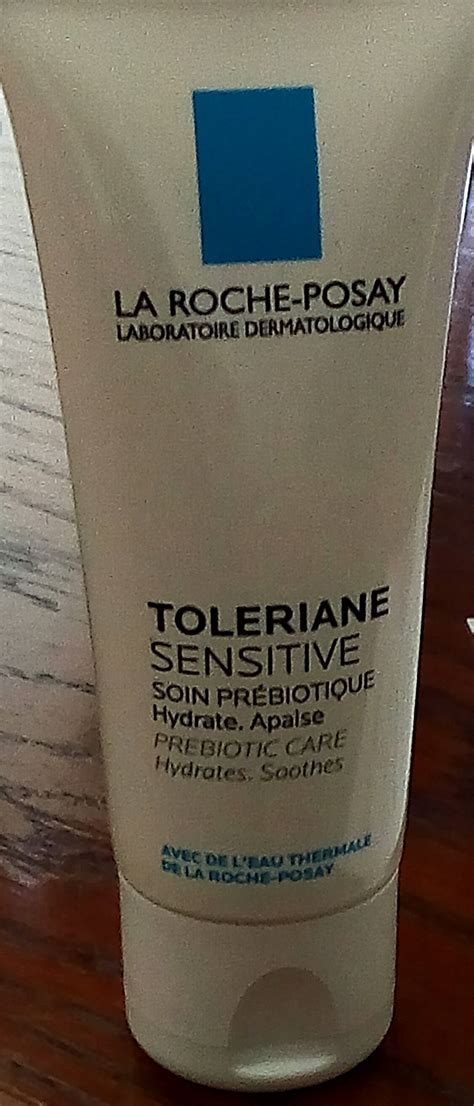 LA ROCHE-POSAY
LABORATOIRE DERMATOLOGIQUE
TOLERIANE
SENSITIVE
SOIN PRÉBIOTIQUE
Hydrate. Apaise
PREBIOTIC CARE
Hydrates. Soothes
AVEC DE L'EAU THERMALE
DE LA ROCHE-POSAY